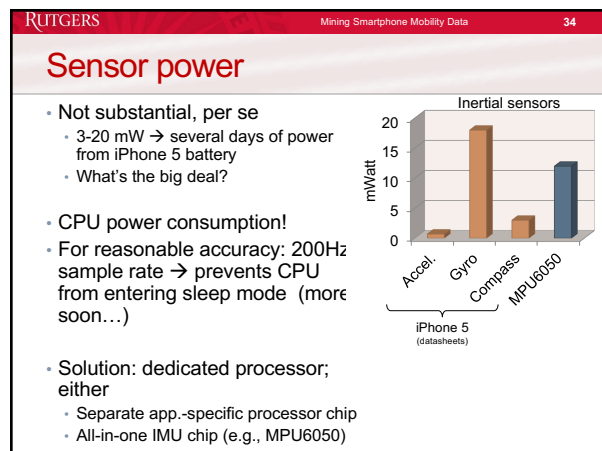 RUTGERS
Mining Smartphone Mobility Data
34
Sensor power
• Not substantial, per se
• 3-20 mW → several days of power
from iPhone 5 battery
• What's the big deal?
• CPU power consumption!
• For reasonable accuracy: 200Hz
sample rate → prevents CPU
from entering sleep mode (more
soon…)
• Solution: dedicated processor;
either
• Separate app.-specific processor chip
• All-in-one IMU chip (e.g., MPU6050)
Inertial sensors
mWatt
20
15
10
5
0
Accel.
Gyro
Compass
MPU6050
iPhone 5
(datasheets)